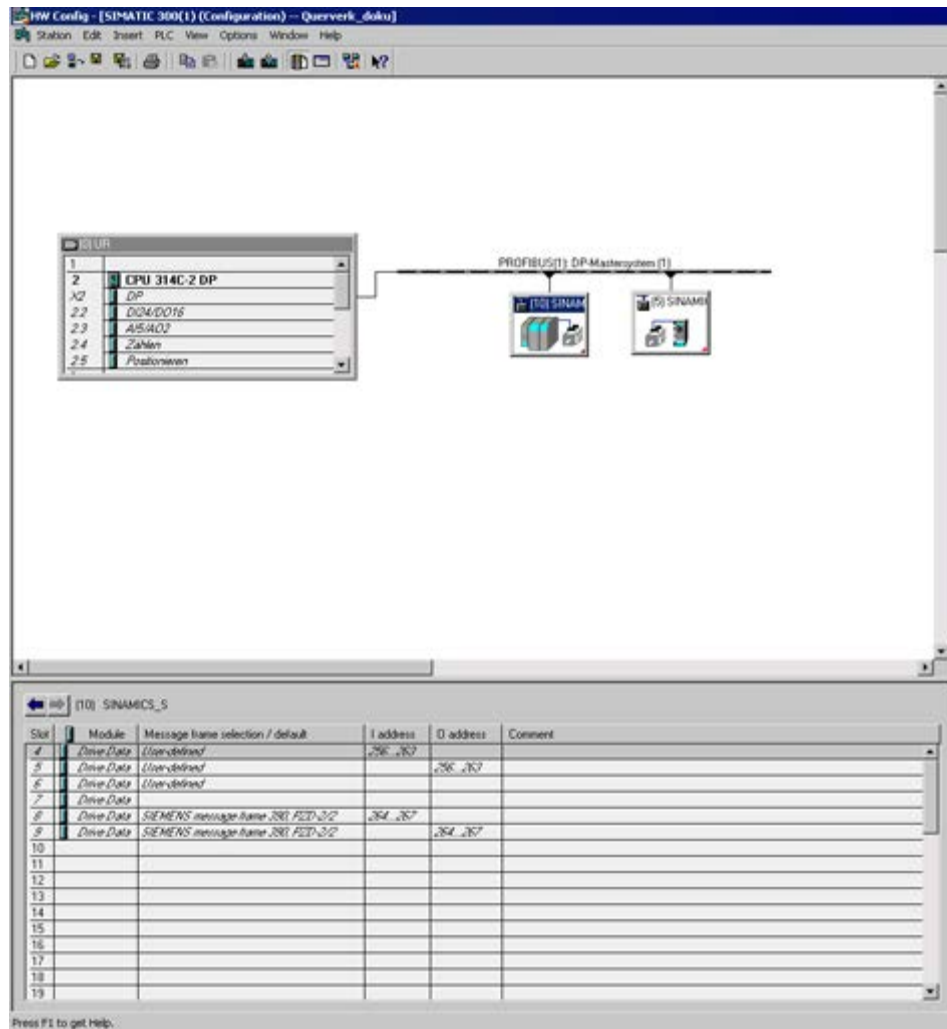 HW Config - [SIMATIC 300(1) (Configuration) -- Querverk_doku]
Station Edit Insert PLC View Options Window Help
(0) UR
1
2 CPU 314C-2 DP
X2 DP
2.2 DI24/DO16
2.3 AI5/AO2
2.4 Zählen
2.5 Positionieren
PROFIBUS(1): DP-Mastersystem (1)
(10) SINAM
(5) SINAMI
(10) SINAMICS_S
Slot Module Message frame selection / default I address O address Comment
4 Drive Data User-defined 256...263
5 Drive Data User-defined 256...263
6 Drive Data User-defined
7 Drive Data
8 Drive Data SIEMENS message frame 390, PZD-2/2 264...267
9 Drive Data SIEMENS message frame 390, PZD-2/2 264...267
10
11
12
13
14
15
16
17
18
19
Press F1 to get Help.